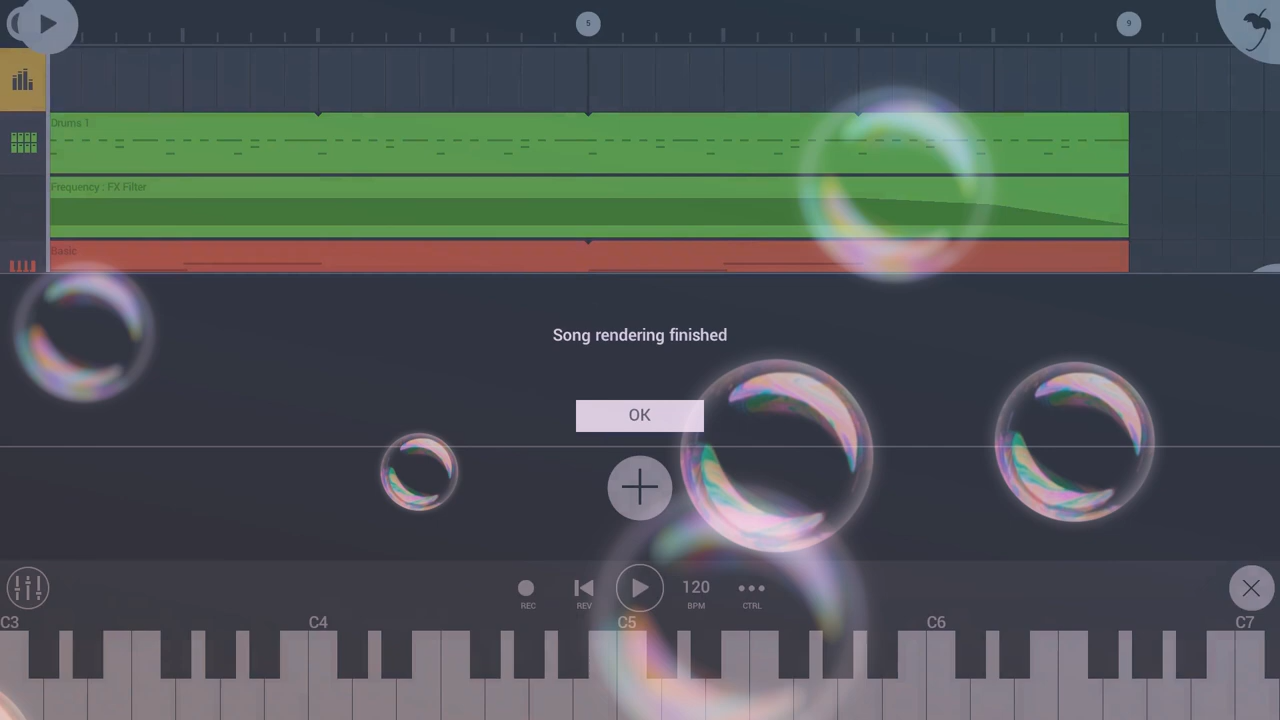 5
9
Drums 1
Frequency : FX Filter
Basic
Song rendering finished
OK
120
REC
REV
BPM
CTRL
C3
C4
C5
C6
C7